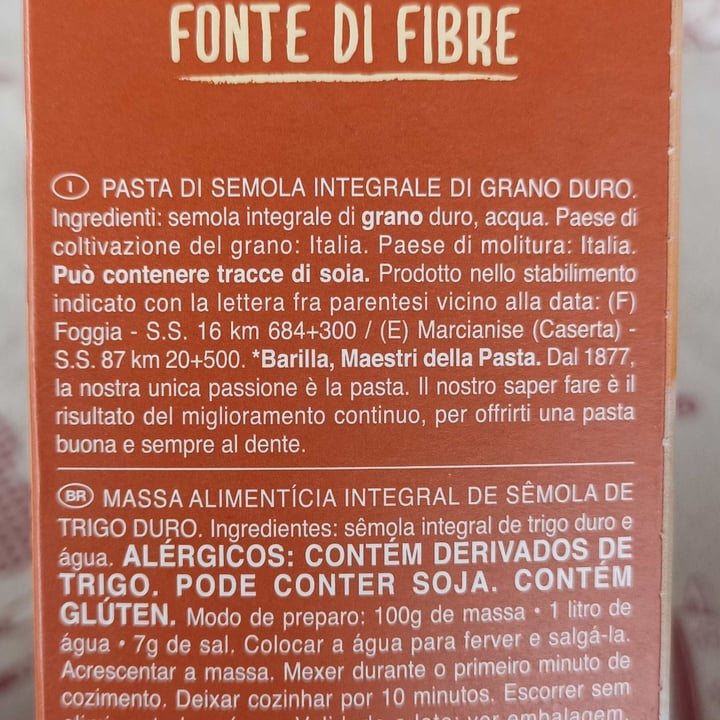 FONTE DI FIBRE
I PASTA DI SEMOLA INTEGRALE DI GRANO DURO.
Ingredienti: semola integrale di grano duro, acqua. Paese di
coltivazione del grano: Italia. Paese di molitura: Italia.
Può contenere tracce di soia. Prodotto nello stabilimento
indicato con la lettera fra parentesi vicino alla data: (F)
Foggia - S.S. 16 km 684+300 / (E) Marcianise (Caserta) -
S.S. 87 km 20+500. *Barilla, Maestri della Pasta. Dal 1877,
la nostra unica passione è la pasta. Il nostro saper fare è il
risultato del miglioramento continuo, per offrirti una pasta
buona e sempre al dente.
BR MASSA ALIMENTÍCIA INTEGRAL DE SÊMOLA DE
TRIGO DURO. Ingredientes: sêmola integral de trigo duro e
água. ALÉRGICOS: CONTÉM DERIVADOS DE
TRIGO. PODE CONTER SOJA. CONTÉM
GLÚTEN. Modo de preparo: 100g de massa • 1 litro de
água • 7g de sal. Colocar a água para ferver e salgá-la.
Acrescentar a massa. Mexer durante o primeiro minuto de
cozimento. Deixar cozinhar por 10 minutos. Escorrer sem
ver embalagem.